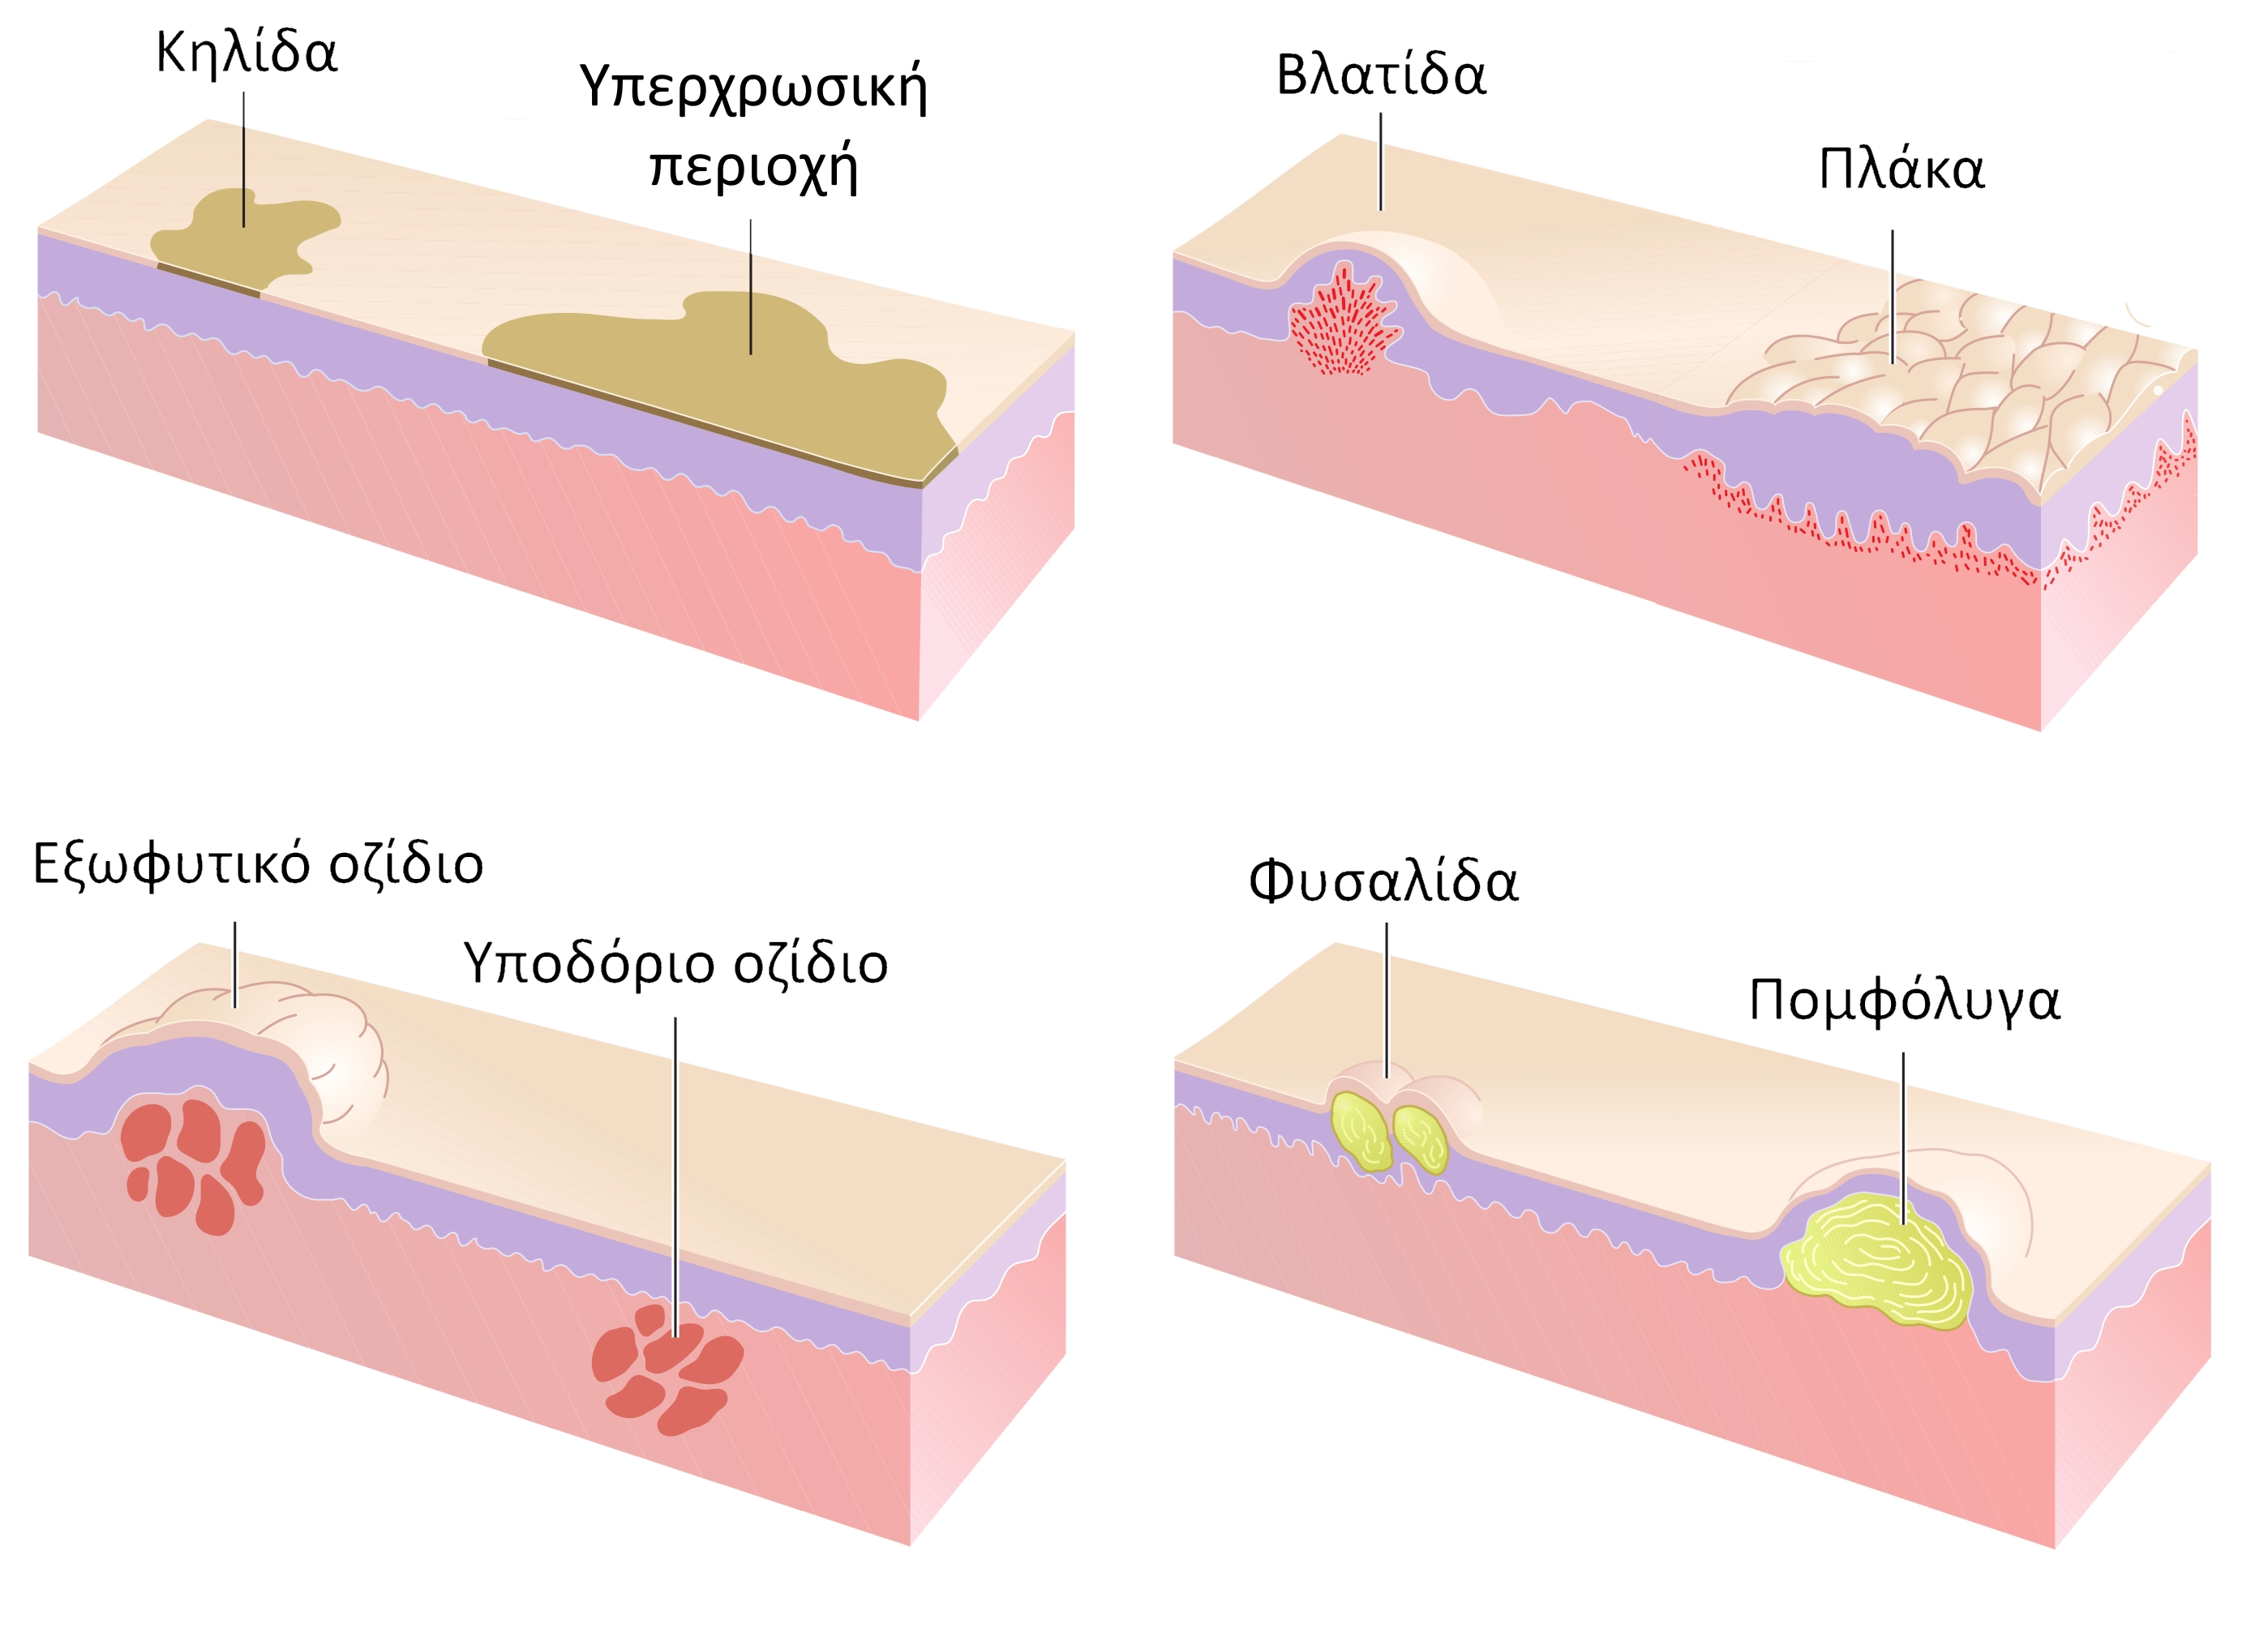 Κηλίδα
Υπερχρωσική
περιοχή
Βλατίδα
Πλάκα
Εξωφυτικό οζίδιο
Υποδόριο οζίδιο
Φυσαλίδα
Πομφόλυγα